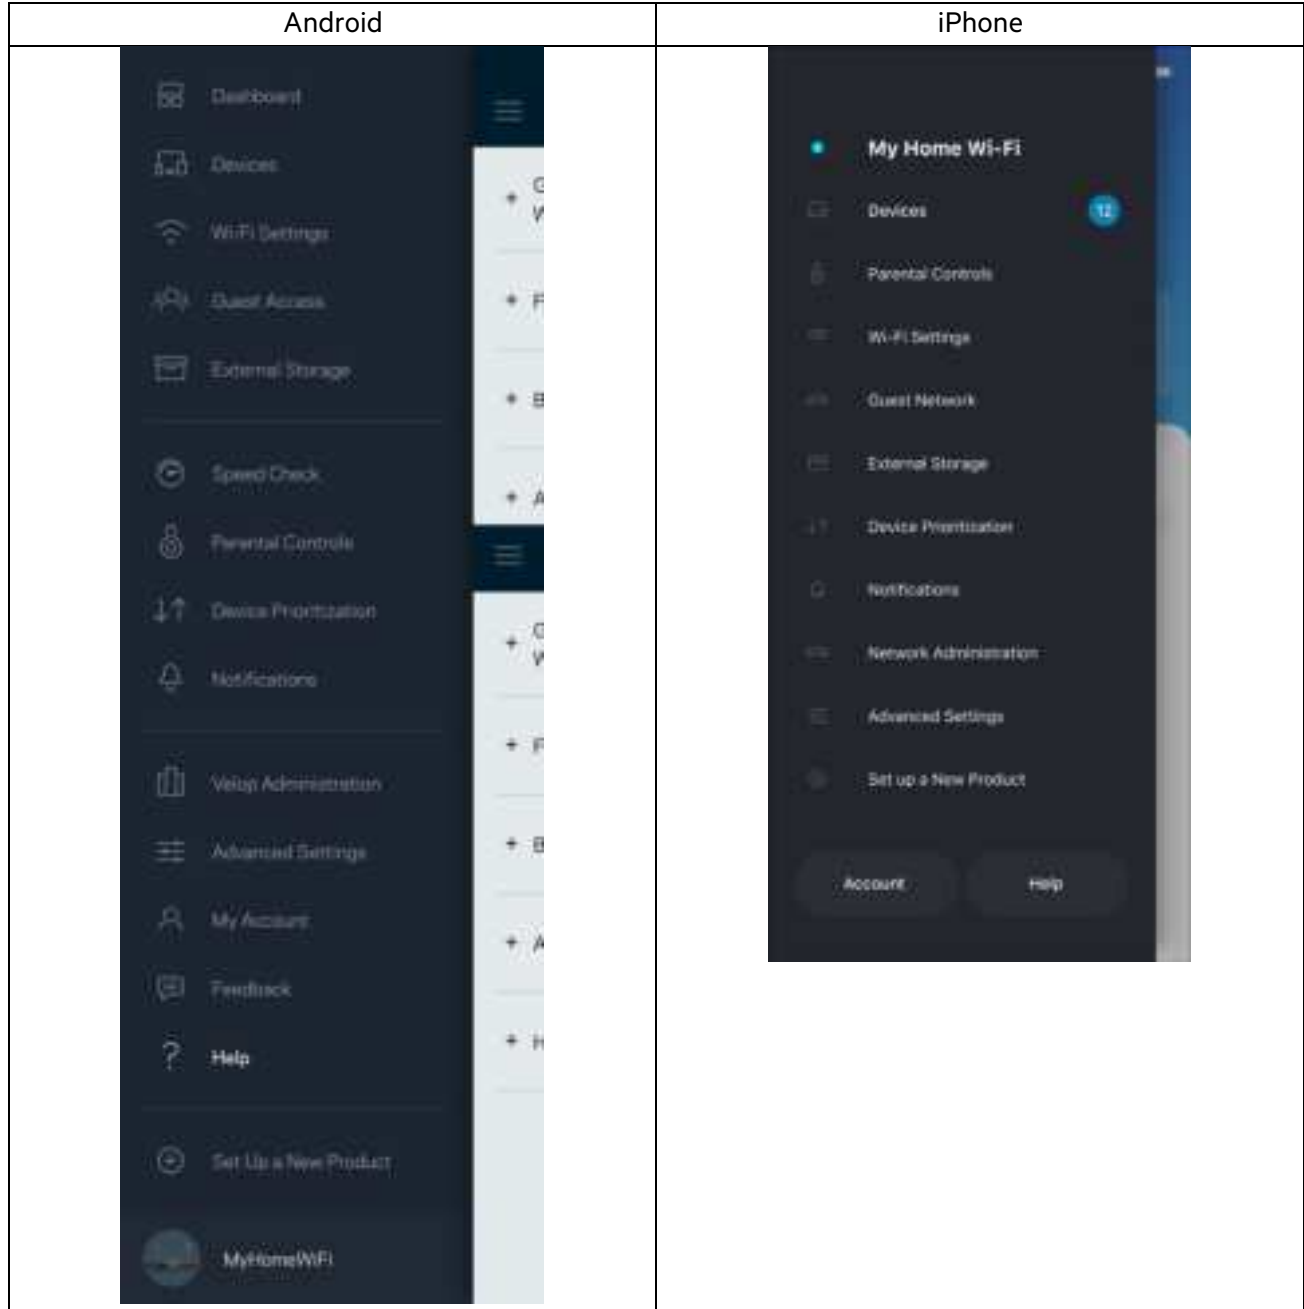 Android
iPhone
Dashboard
Devices
Wi-Fi Settings
Guest Access
External Storage
Speed Check
Parental Controls
Device Prioritization
Notifications
Velop Administration
Advanced Settings
My Account
Feedback
Help
Set Up a New Product
MyHomeWiFi
+ F
+ B
+ A
+ F
+ B
+ A
+ H
My Home Wi-Fi
Devices
12
Parental Controls
Wi-Fi Settings
Guest Network
External Storage
Device Prioritization
Notifications
Network Administration
Advanced Settings
Set up a New Product
Account
Help